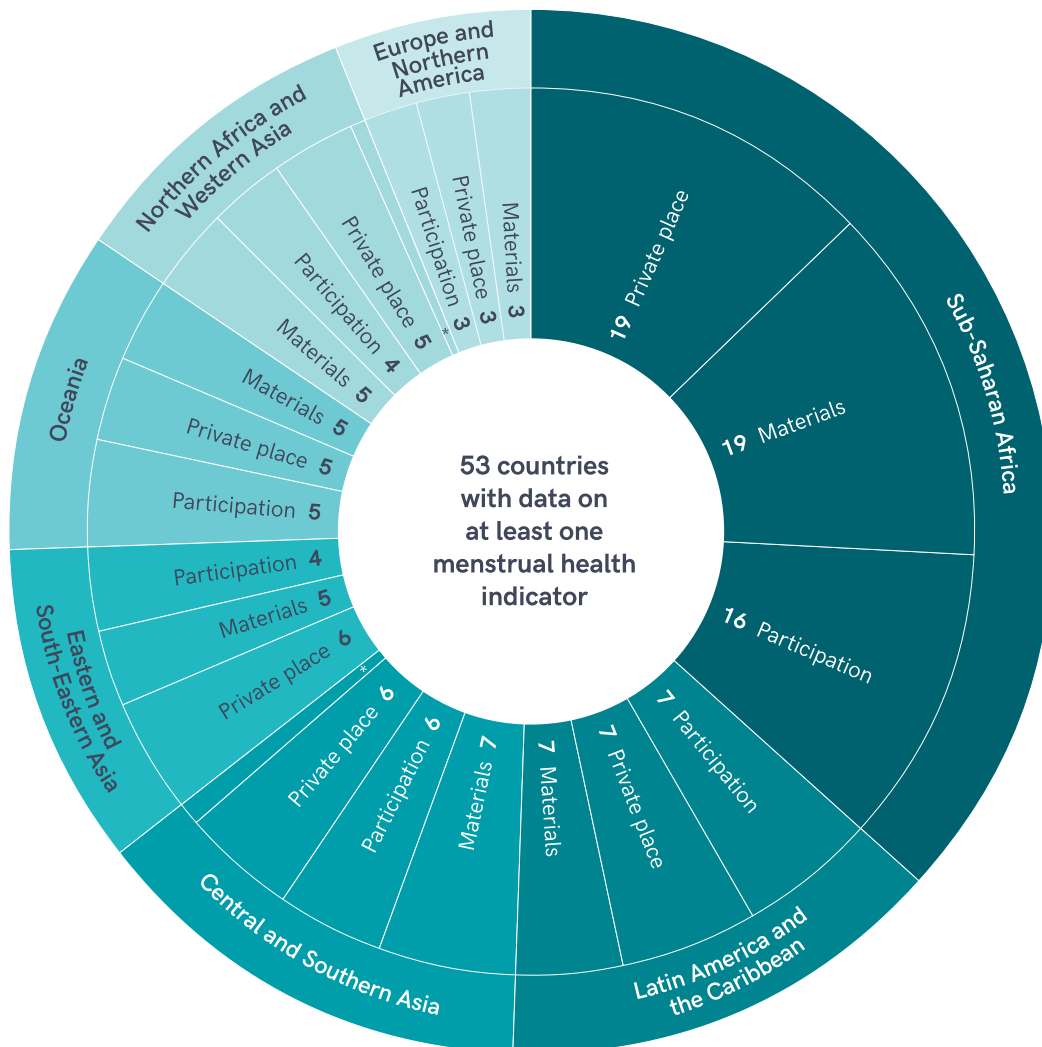 53 countries
with data on
at least one
menstrual health
indicator
Sub-Saharan Africa
19 Private place
19 Materials
16 Participation
Latin America and
the Caribbean
7 Participation
7 Private place
7 Materials
Central and Southern Asia
Materials 7
Participation 6
Private place 6
*
Eastern and
South-Eastern Asia
Private place 6
Materials 5
Participation 4
Oceania
Participation 5
Private place 5
Materials 5
Northern Africa and
Western Asia
Materials 5
Participation 4
Private place 5
*
Europe and
Northern
America
Participation 3
Private place 3
Materials 3